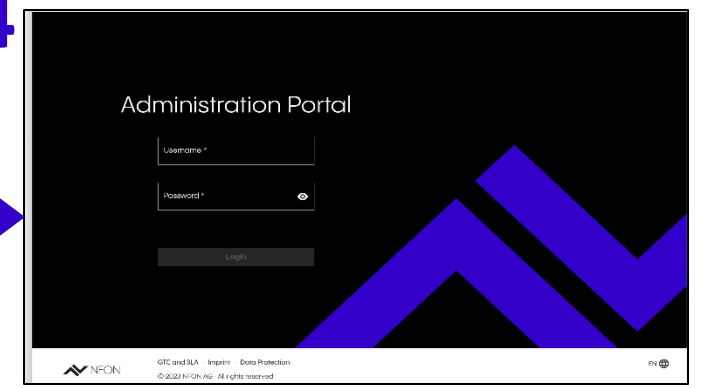 4
Administration Portal
Username *
Password *
Login
NFON
GTC and SLA · Imprint · Data Protection
© 2023 NFON AG · All rights reserved
EN